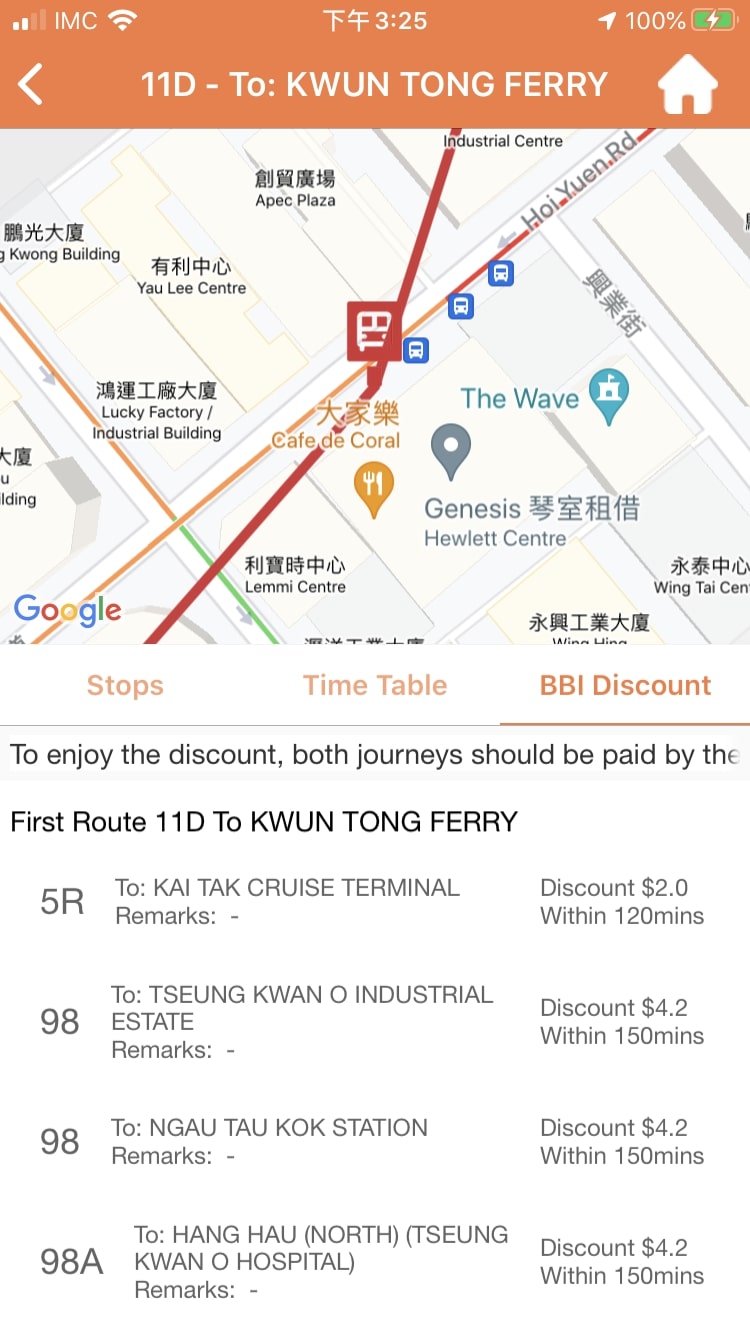 IMC
下午3:25
100%
11D - To: KWUN TONG FERRY
Industrial Centre
Hoi Yuen Rd
創貿廣場
Apec Plaza
鵬光大廈
Kwong Building
有利中心
Yau Lee Centre
興業街
鴻運工廠大廈
Lucky Factory /
Industrial Building
大家樂
Cafe de Coral
The Wave
大廈
Genesis 琴室租借
Hewlett Centre
利寶時中心
Lemmi Centre
永泰中心
Wing Tai Cen
永興工業大廈
Wing Hing
Google
Stops
Time Table
BBI Discount
To enjoy the discount, both journeys should be paid by the
First Route 11D To KWUN TONG FERRY
5R
To: KAI TAK CRUISE TERMINAL
Remarks: -
Discount $2.0
Within 120mins
98
To: TSEUNG KWAN O INDUSTRIAL
ESTATE
Remarks: -
Discount $4.2
Within 150mins
98
To: NGAU TAU KOK STATION
Remarks: -
Discount $4.2
Within 150mins
98A
To: HANG HAU (NORTH) (TSEUNG
KWAN O HOSPITAL)
Remarks: -
Discount $4.2
Within 150mins